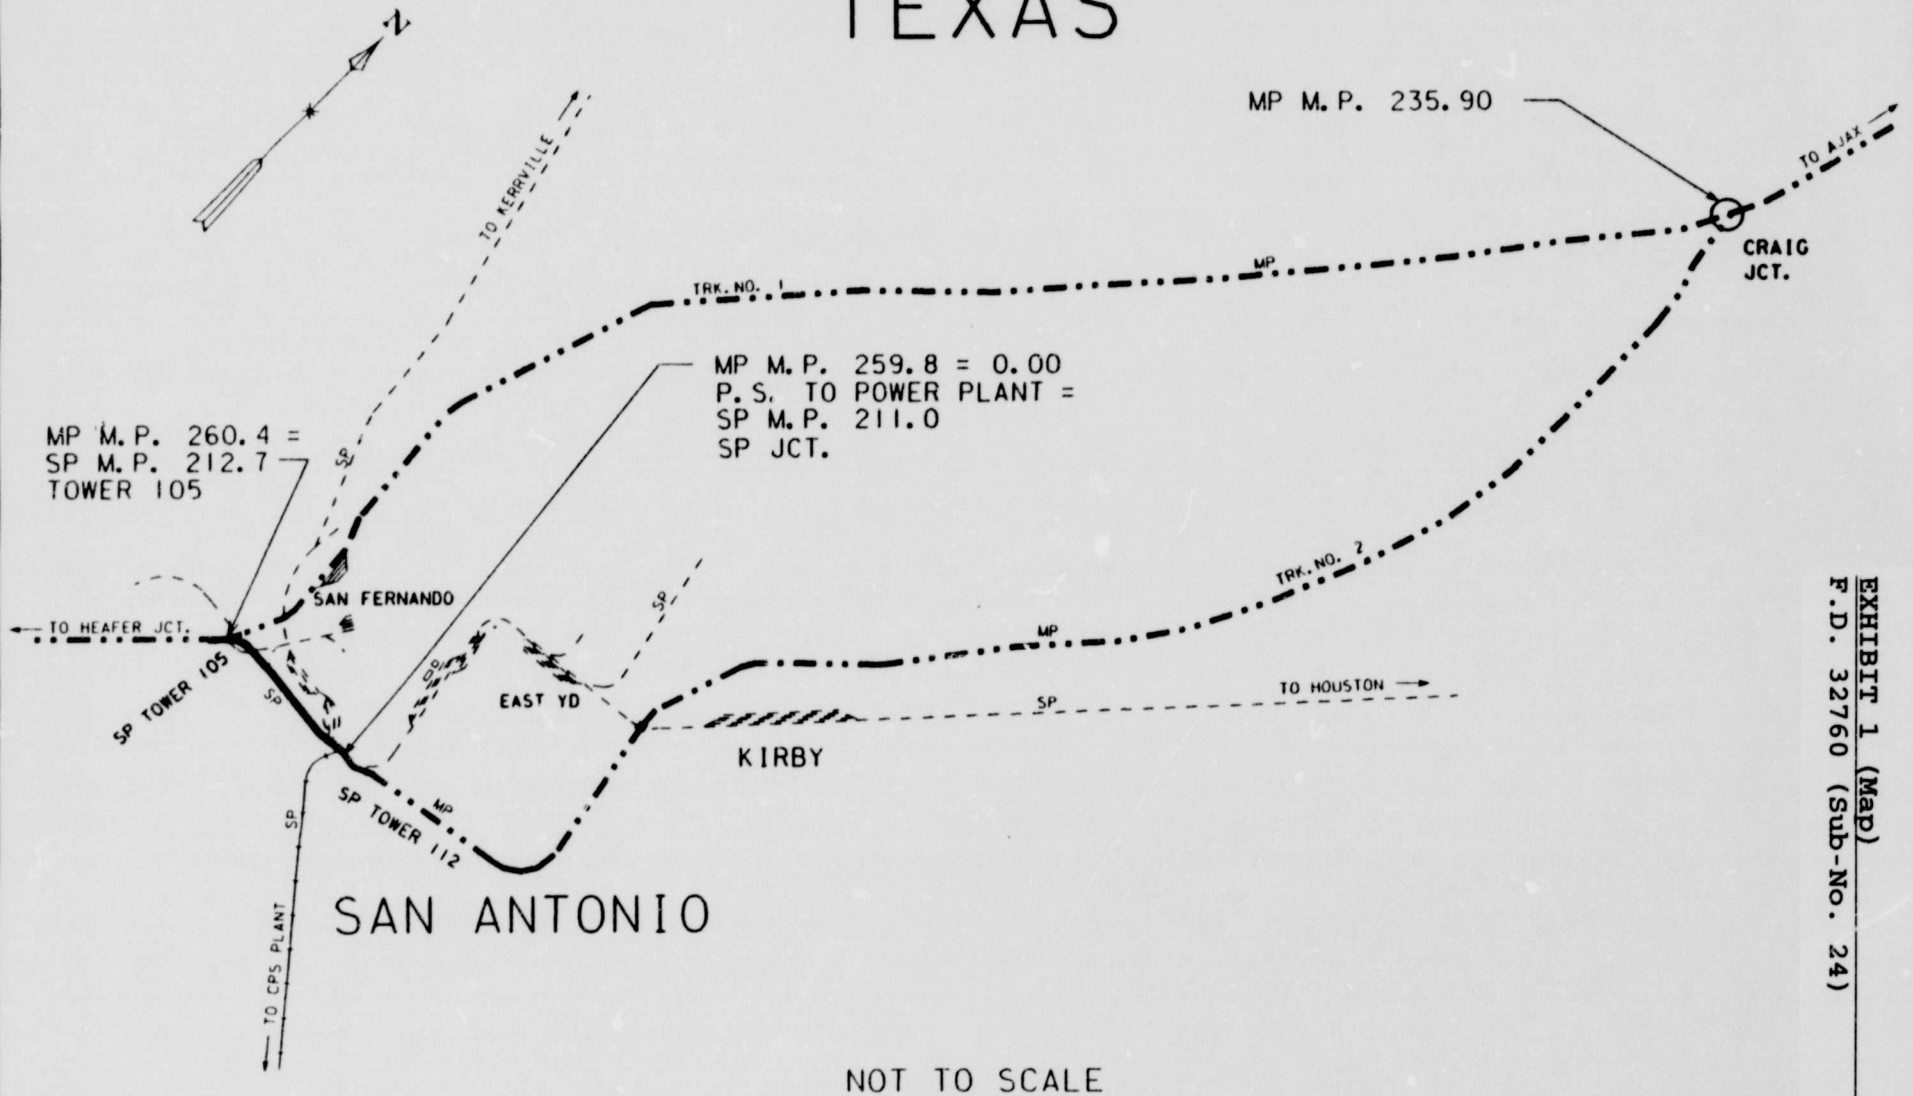 TEXAS
N
MP M.P. 235.90
TO AJAX
TO KERRVILLE
CRAIG
JCT.
MP
TRK. NO. 1
MP M.P. 259.8 = 0.00
P.S. TO POWER PLANT =
SP M.P. 211.0
SP JCT.
MP M.P. 260.4 =
SP M.P. 212.7
TOWER 105
SP
TRK. NO. 2
SAN FERNANDO
SP
TO HEAFER JCT.
MP
SP TOWER 105
SP
EAST YD
TO HOUSTON
SP
KIRBY
SP TOWER 112
MP
SP
SAN ANTONIO
TO CPS PLANT
NOT TO SCALE
EXHIBIT 1 (Map)
F.D. 32760 (Sub-No. 24)